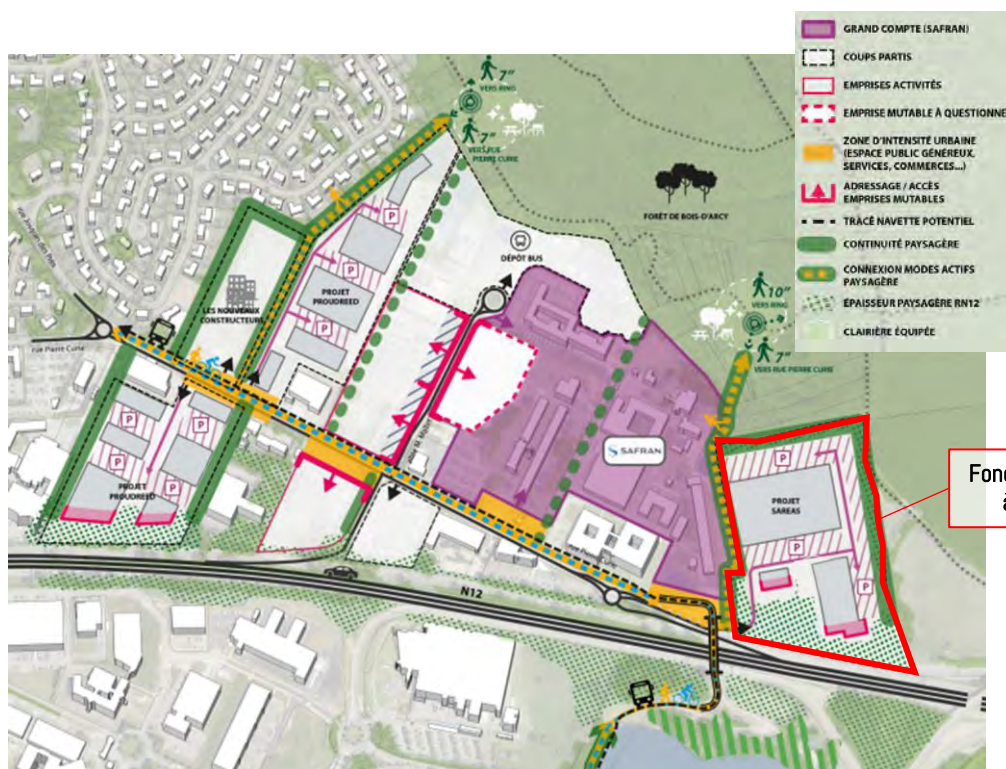 GRAND COMPTE (SAFRAN)
COUPS PARTIS
EMPRISES ACTIVITÉS
EMPRISE MUTABLE À QUESTIONNE
ZONE D'INTENSITÉ URBAINE
(ESPACE PUBLIC GÉNÉREUX,
SERVICES, COMMERCES...)
ADRESSAGE / ACCÈS
EMPRISES MUTABLES
TRACÉ NAVETTE POTENTIEL
CONTINUITÉ PAYSAGÈRE
CONNEXION MODES ACTIFS
PAYSAGÈRE
ÉPAISSEUR PAYSAGÈRE RN12
CLAIRIÈRE ÉQUIPÉE
7"
VERS RING
7"
VERS RUE
PIERRE CURIE
FORÊT DE BOIS-D'ARCY
DÉPÔT BUS
10"
VERS RING
7"
VERS RUE PIERRE CURIE
P
P
P
PROJET
PROUDREED
LES NOUVEAUX
CONSTRUCTEURS
rue Pierre Curie
P
P
P
P
PROJET
PROUDREED
SAFRAN
P
PROJET
SAREAS
P
P
Fonc
à
N12